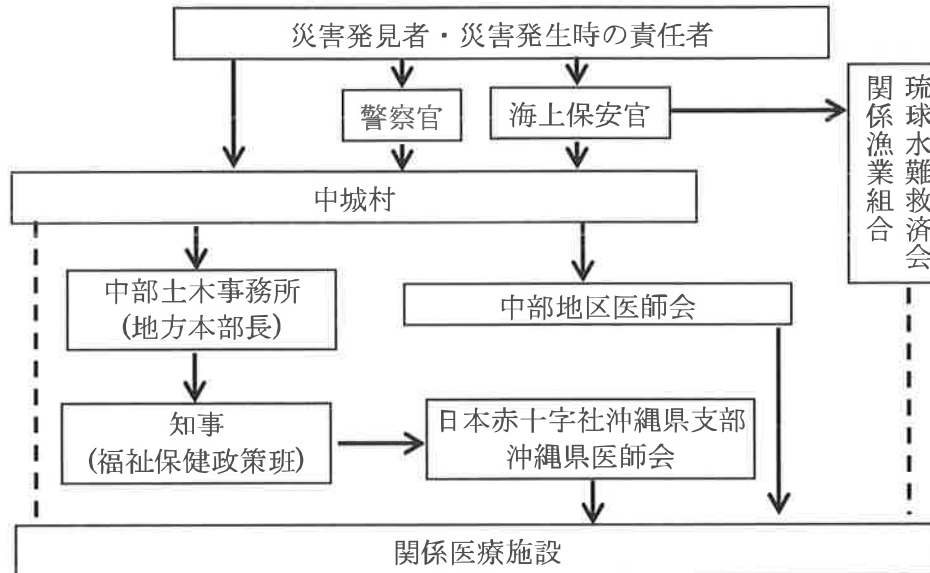 災害発見者・災害発生時の責任者
警察官
海上保安官
琉球水難救済会
関係漁業組合
中城村
中部土木事務所
(地方本部長)
中部地区医師会
知事
(福祉保健政策班)
日本赤十字社沖縄県支部
沖縄県医師会
関係医療施設